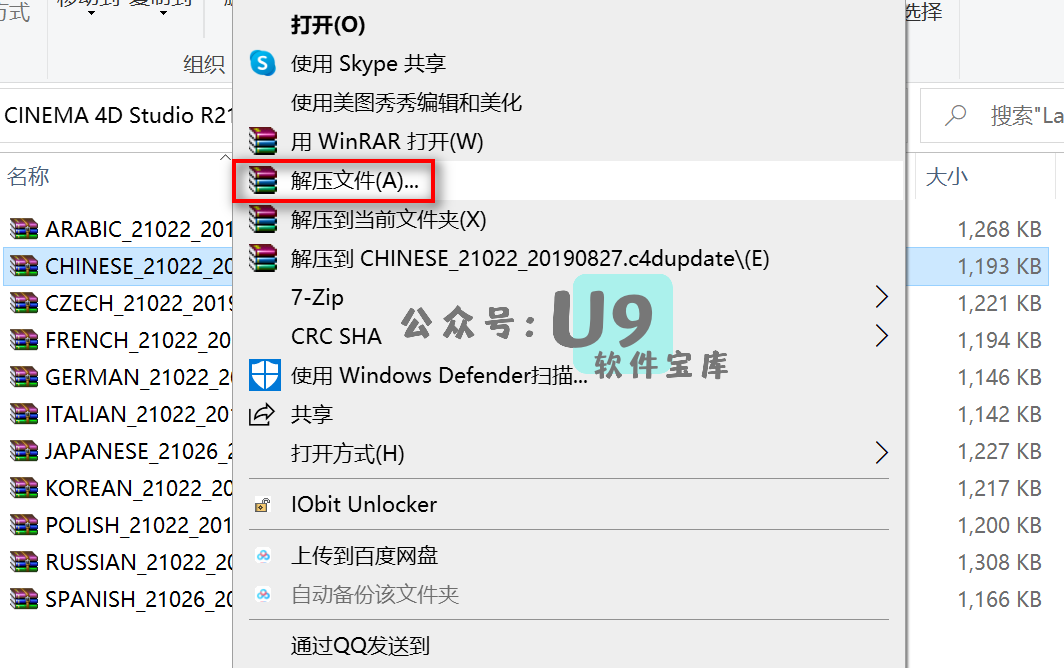 移动到 复制到
方式
选择
组织
CINEMA 4D Studio R21
搜索"La
名称
大小
ARABIC_21022_201
1,268 KB
CHINESE_21022_20
1,193 KB
CZECH_21022_2019
1,221 KB
FRENCH_21022_20
1,194 KB
GERMAN_21022_20
1,146 KB
ITALIAN_21022_201
1,142 KB
JAPANESE_21026_2
1,227 KB
KOREAN_21022_20
1,217 KB
POLISH_21022_201
1,200 KB
RUSSIAN_21022_20
1,308 KB
SPANISH_21026_20
1,166 KB
打开(O)
使用 Skype 共享
使用美图秀秀编辑和美化
用 WinRAR 打开(W)
解压文件(A)...
解压到当前文件夹(X)
解压到 CHINESE_21022_20190827.c4dupdate\(E)
7-Zip
CRC SHA
使用 Windows Defender扫描...
共享
打开方式(H)
IObit Unlocker
上传到百度网盘
自动备份该文件夹
通过QQ发送到
公众号：U9
软件宝库